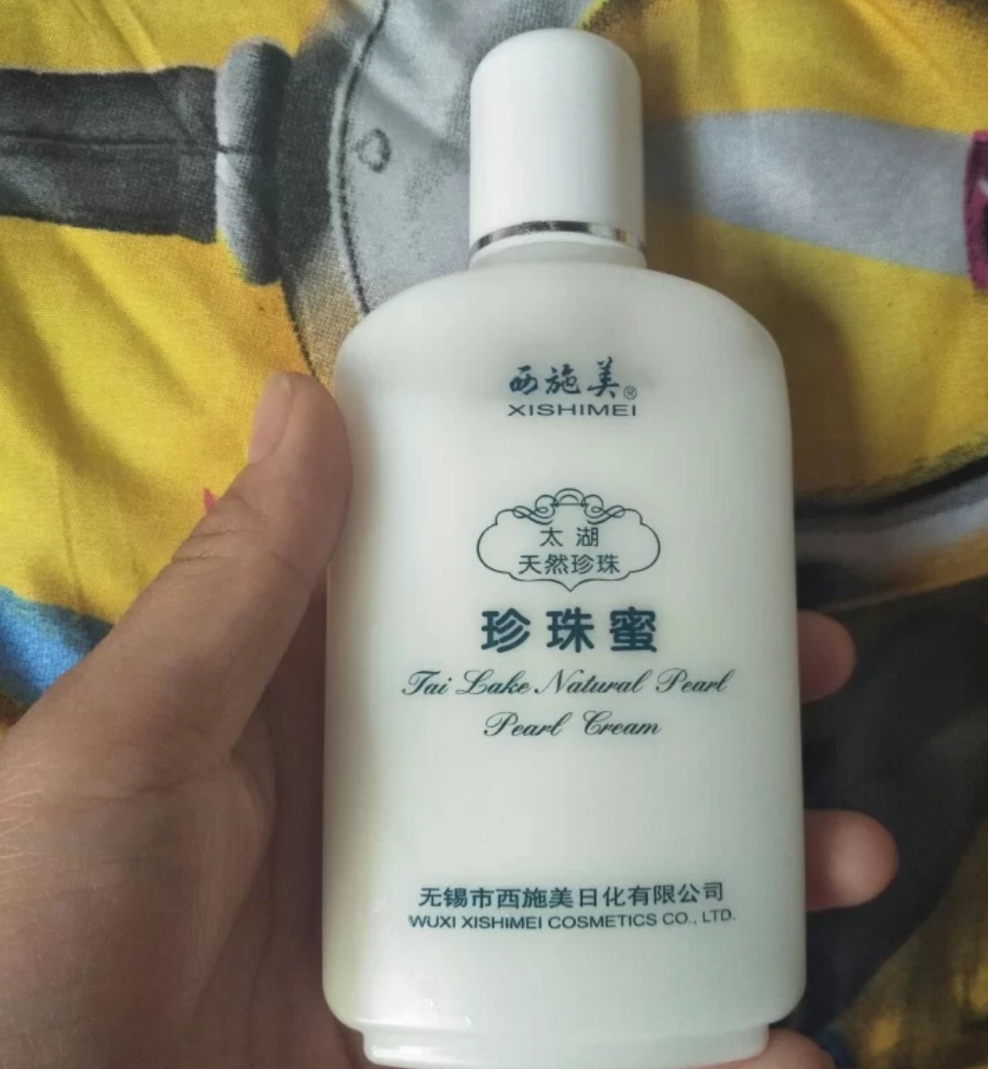 西施美®
XISHIMEI
太湖
天然珍珠
珍珠蜜
Tai Lake Natural Pearl
Pearl Cream
无锡市西施美日化有限公司
WUXI XISHIMEI COSMETICS CO., LTD.